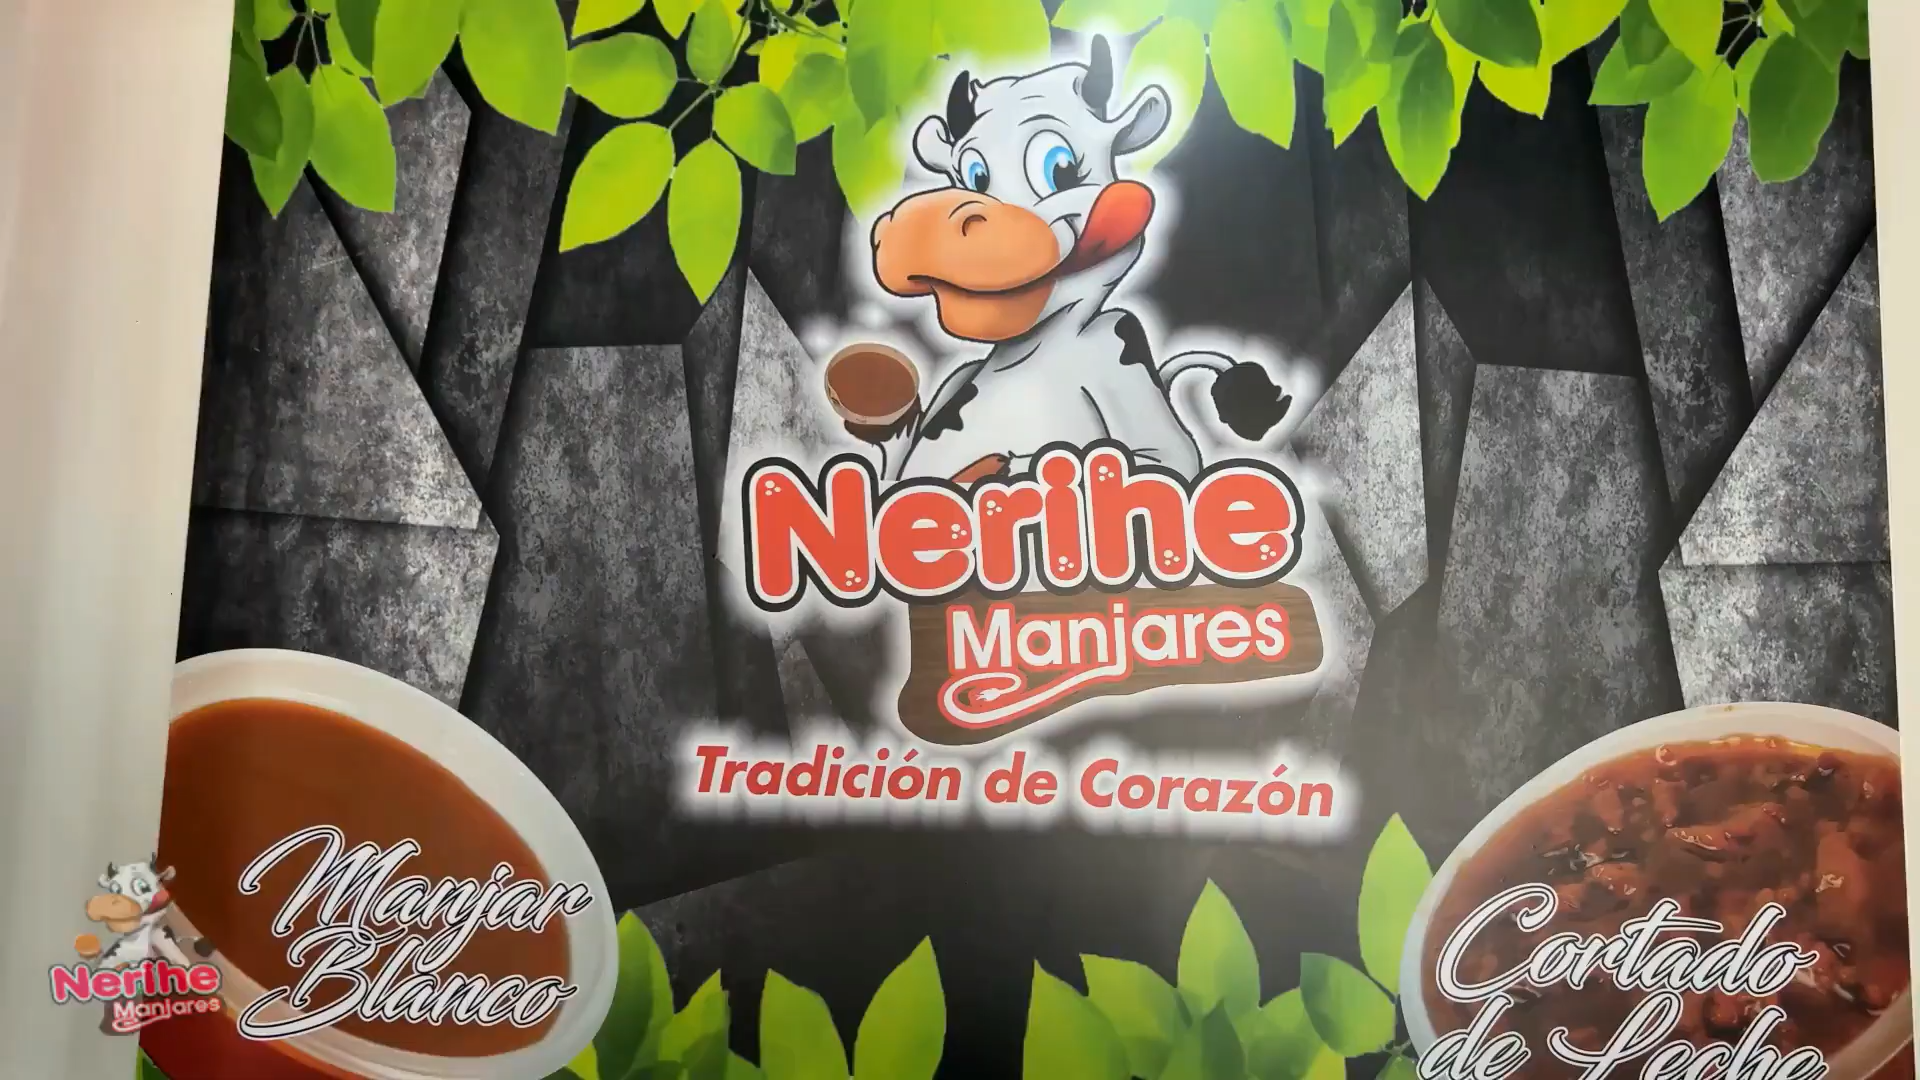 Nerihe
Manjares
Tradición de Corazón
Manjar
Blanco
Cortado
de Leche
Nerihe
Manjares